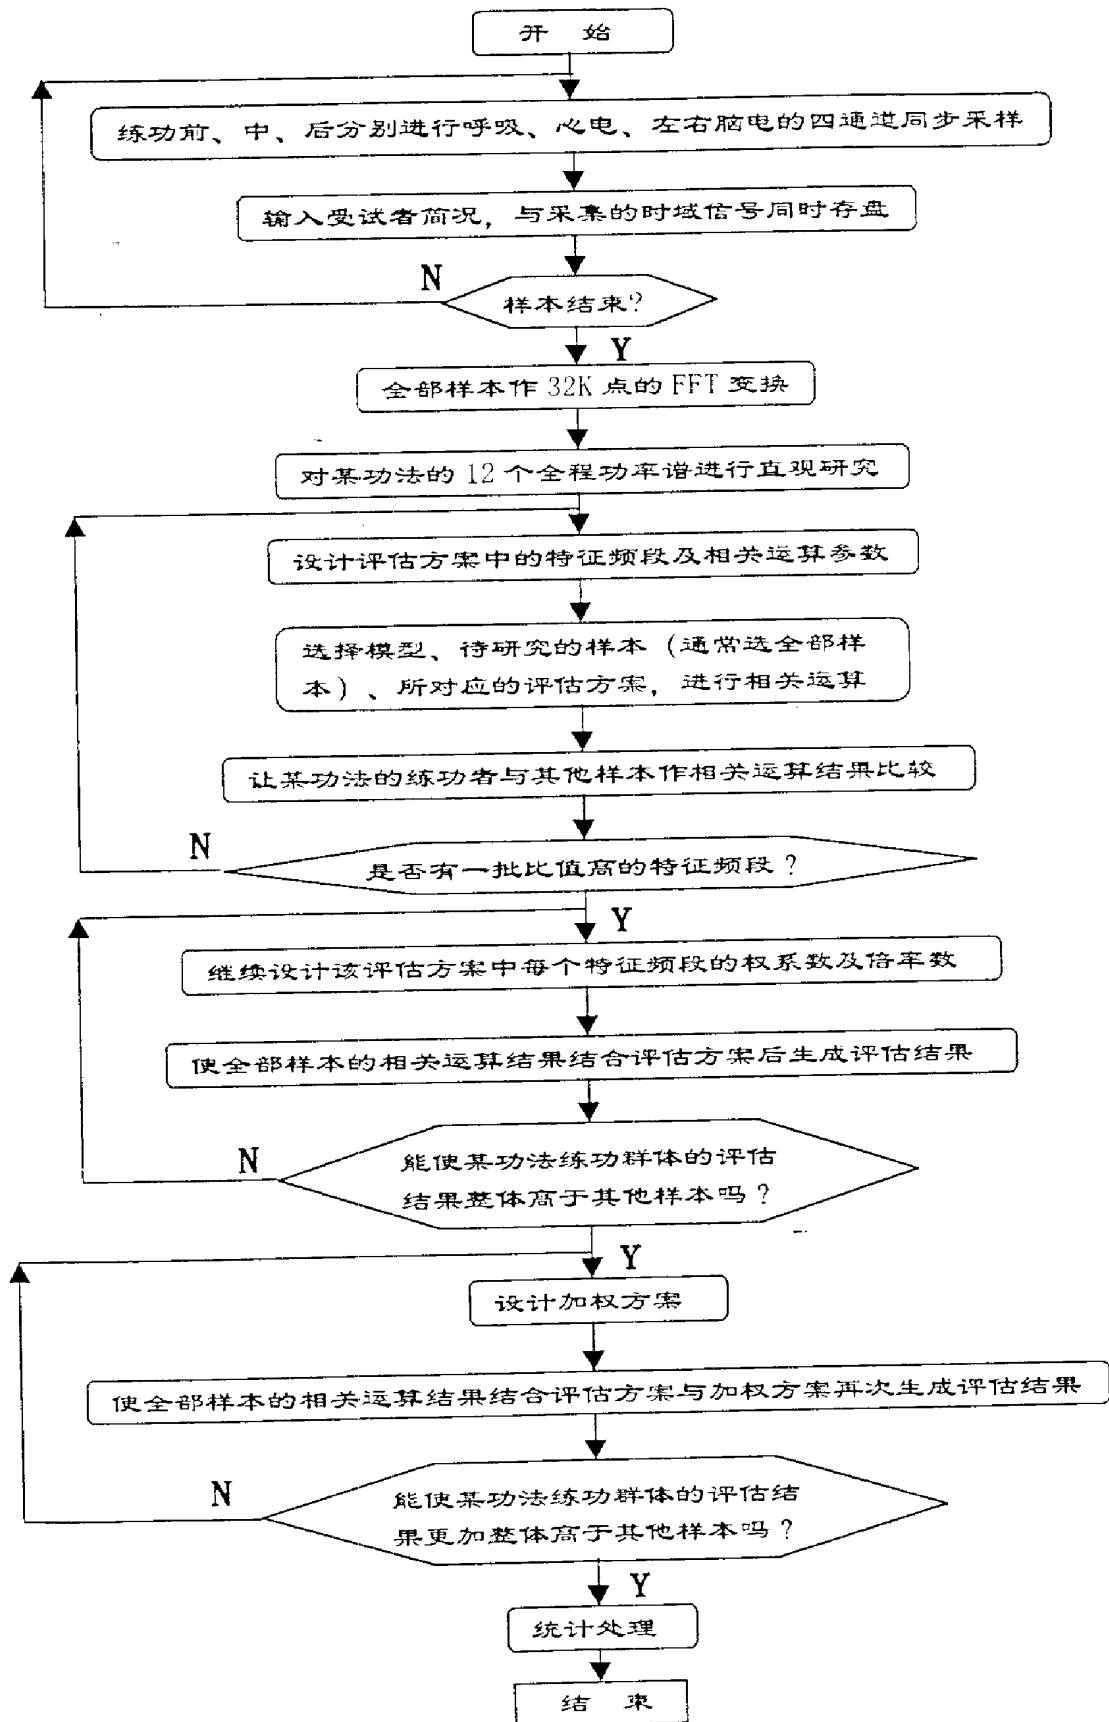 开 始
练功前、中、后分别进行呼吸、心电、左右脑电的四通道同步采样
输入受试者简况，与采集的时域信号同时存盘
N
样本结束?
Y
全部样本作 32K 点的 FFT 变换
对某功法的 12 个全程功率谱进行直观研究
设计评估方案中的特征频段及相关运算参数
选择模型、待研究的样本（通常选全部样
本）、所对应的评估方案，进行相关运算
让某功法的练功者与其他样本作相关运算结果比较
N
是否有一批比值高的特征频段？
Y
继续设计该评估方案中每个特征频段的权系数及倍率数
使全部样本的相关运算结果结合评估方案后生成评估结果
N
能使某功法练功群体的评估
结果整体高于其他样本吗？
Y
设计加权方案
使全部样本的相关运算结果结合评估方案与加权方案再次生成评估结果
N
能使某功法练功群体的评估结
果更加整体高于其他样本吗？
Y
统计处理
结 束